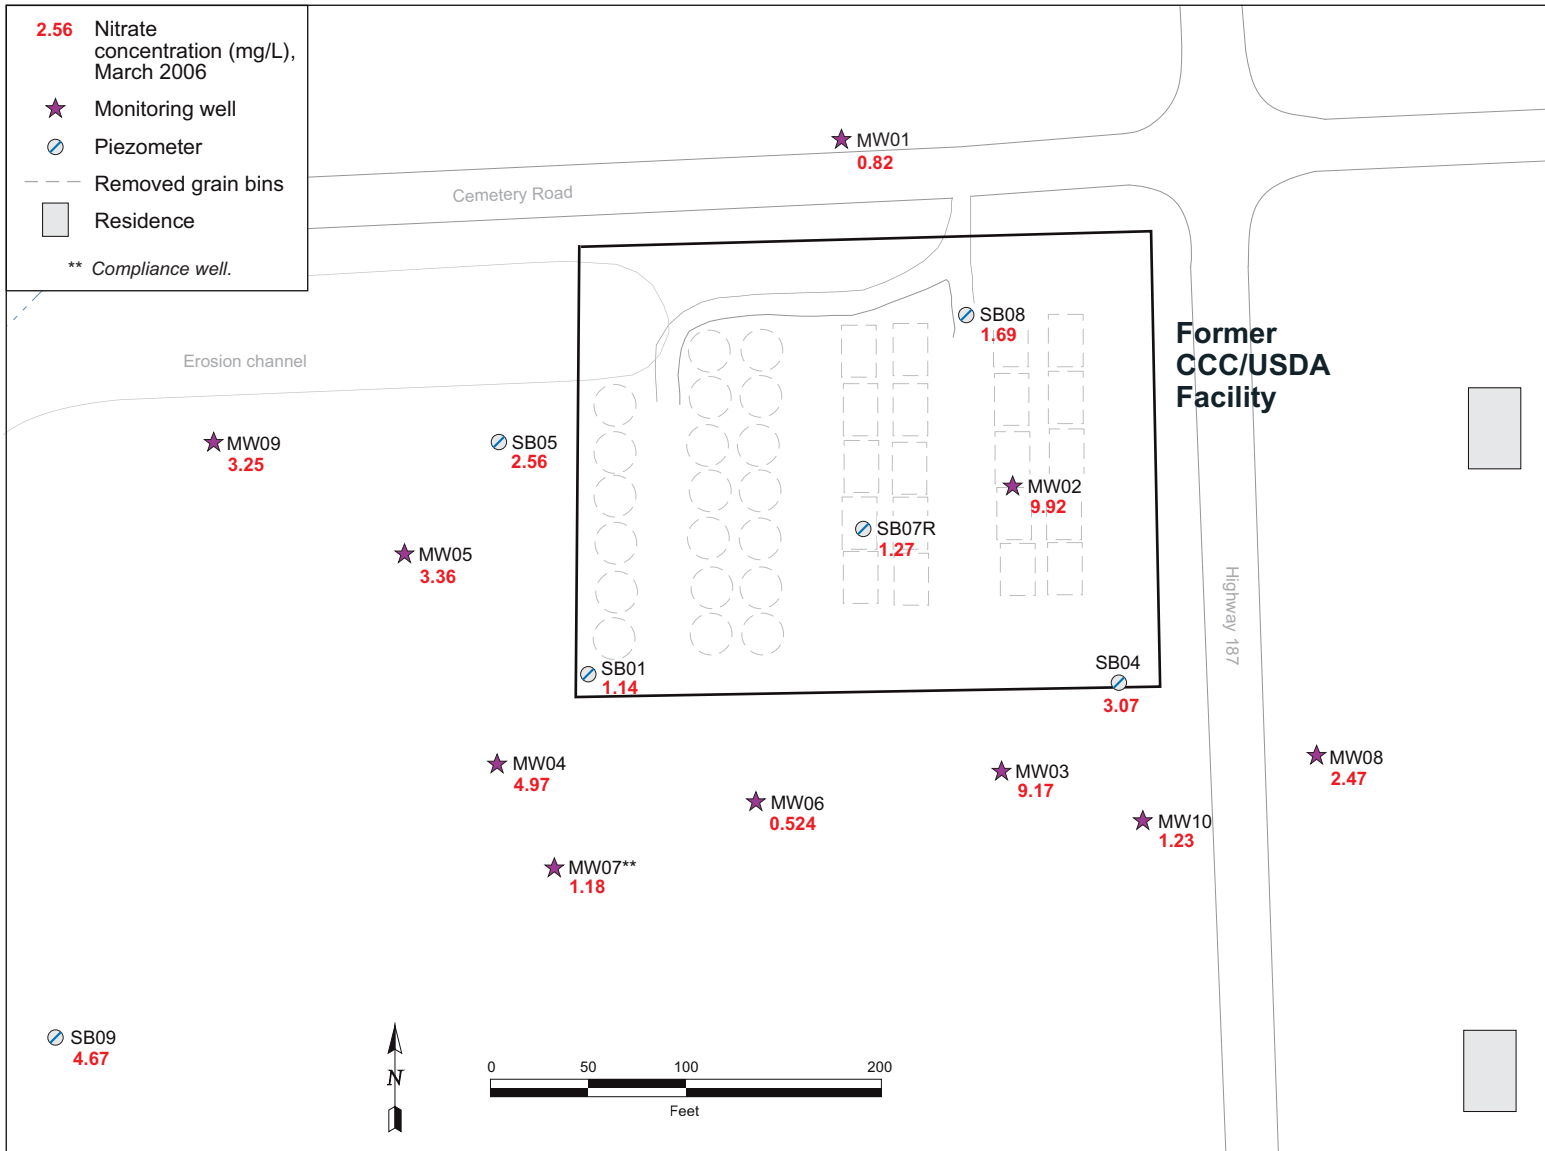 2.56 Nitrate
concentration (mg/L),
March 2006
Monitoring well
Piezometer
Removed grain bins
Residence
** Compliance well.
MW01
0.82
Cemetery Road
SB08
1.69
Former
CCC/USDA
Facility
Erosion channel
MW09
3.25
SB05
2.56
MW02
9.92
SB07R
1.27
MW05
3.36
Highway 187
SB01
1.14
SB04
3.07
MW04
4.97
MW03
9.17
MW08
2.47
MW06
0.524
MW10
1.23
MW07**
1.18
SB09
4.67
N
0 50 100 200
Feet